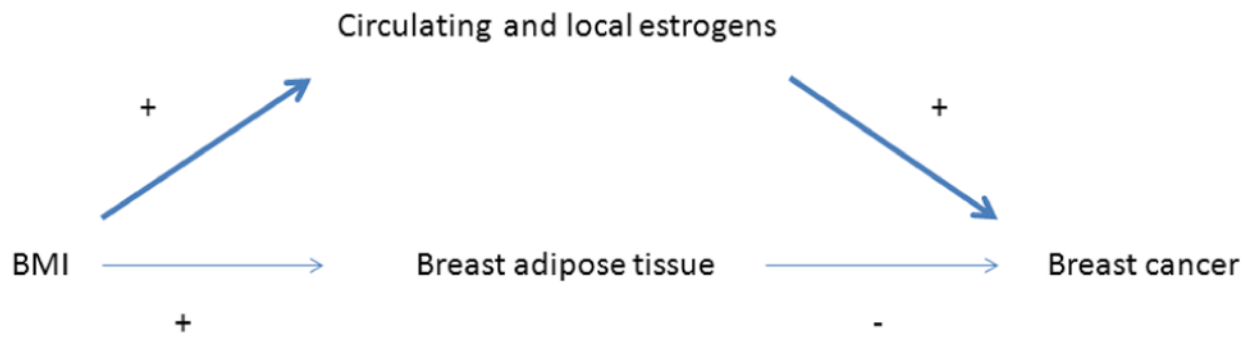 Circulating and local estrogens
+
+
BMI
Breast adipose tissue
Breast cancer
+
-